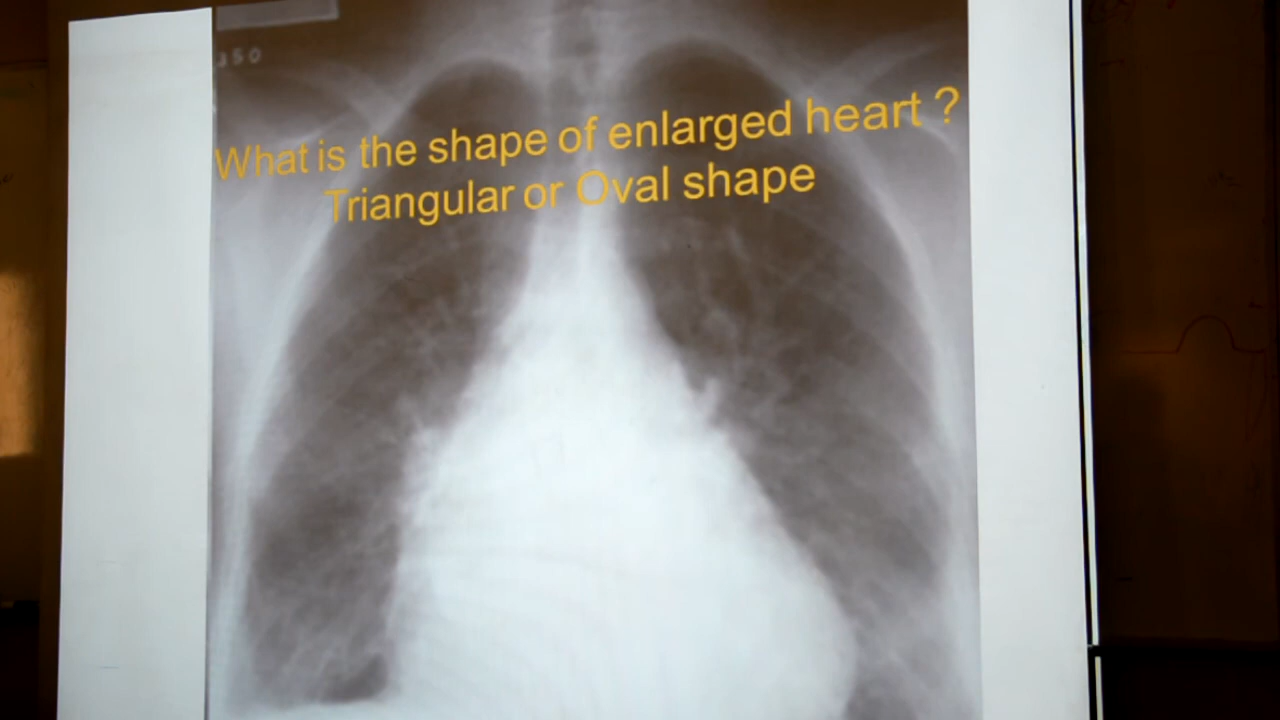 What is the shape of enlarged heart ?
Triangular or Oval shape